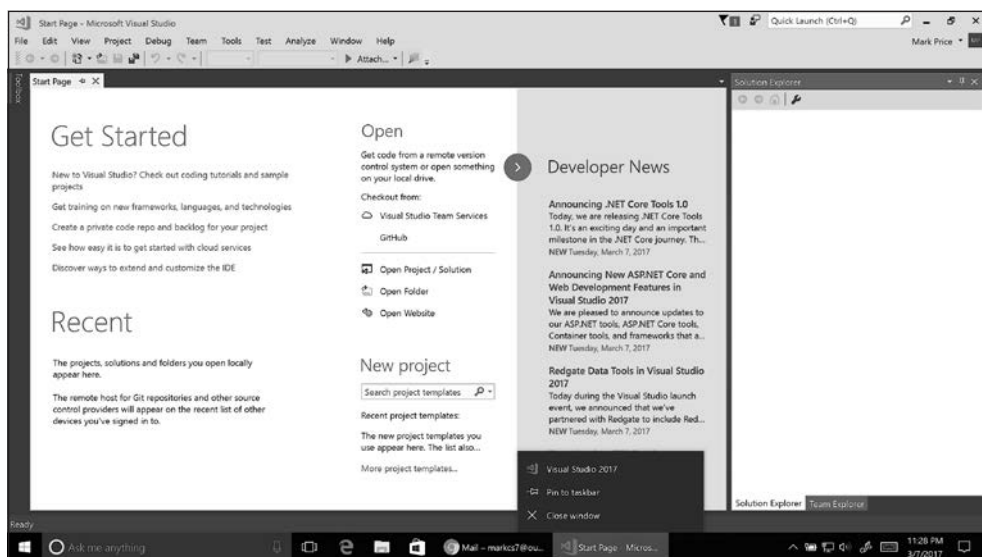 Start Page - Microsoft Visual Studio
Quick Launch (Ctrl+Q)
File Edit View Project Debug Team Tools Test Analyze Window Help
Mark Price
Attach...
Toolbox
Start Page
Solution Explorer
Get Started
New to Visual Studio? Check out coding tutorials and sample
projects
Get training on new frameworks, languages, and technologies
Create a private code repo and backlog for your project
See how easy it is to get started with cloud services
Discover ways to extend and customize the IDE
Recent
The projects, solutions and folders you open locally
appear here.
The remote host for Git repositories and other source
control providers will appear on the recent list of other
devices you've signed in to.
Open
Get code from a remote version
control system or open something
on your local drive.
Checkout from:
Visual Studio Team Services
GitHub
Open Project / Solution
Open Folder
Open Website
New project
Search project templates
Recent project templates:
The new project templates you
use appear here. The list also...
More project templates...
Developer News
Announcing .NET Core Tools 1.0
Today, we are releasing .NET Core Tools
1.0. It's an exciting day and an important
milestone in the .NET Core journey. Th...
NEW Tuesday, March 7, 2017
Announcing New ASP.NET Core and
Web Development Features in
Visual Studio 2017
We are pleased to announce updates to
our ASP.NET tools, ASP.NET Core tools,
Container tools, and frameworks that a...
NEW Tuesday, March 7, 2017
Redgate Data Tools in Visual Studio
2017
Today during the Visual Studio launch
event, we announced that we've
partnered with Redgate to include Red...
NEW Tuesday, March 7, 2017
Visual Studio 2017
Pin to taskbar
Close window
Solution Explorer Team Explorer
Ready
Ask me anything
Mail – markcs7@ou...
Start Page - Micros...
11:28 PM
3/7/2017